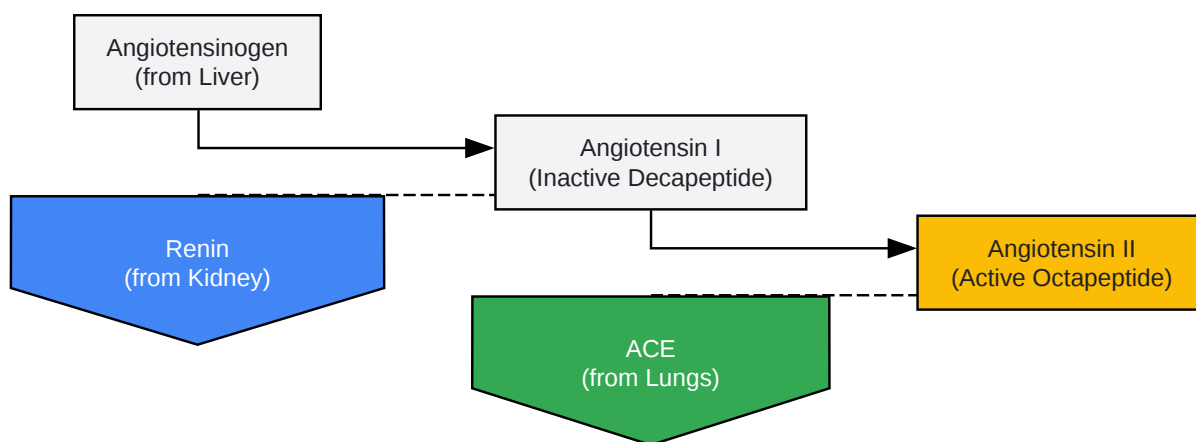 Angiotensinogen
(from Liver)
Angiotensin I
(Inactive Decapeptide)
Renin
(from Kidney)
Angiotensin II
(Active Octapeptide)
ACE
(from Lungs)